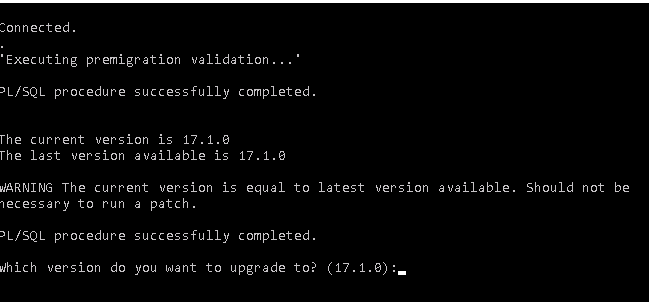 Connected.
.
'Executing premigration validation...'
PL/SQL procedure successfully completed.
The current version is 17.1.0
The last version available is 17.1.0
WARNING The current version is equal to latest version available. Should not be
necessary to run a patch.
PL/SQL procedure successfully completed.
Which version do you want to upgrade to? (17.1.0):